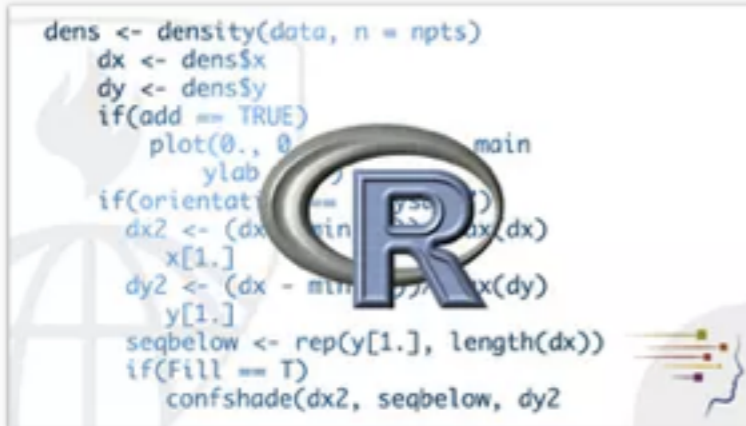 dens <- density(data, n = npts)
dx <- dens$x
dy <- dens$y
if(add == TRUE)
plot(0., 0 main
ylab )
if(orientati == )
dx2 <- (dx min ax(dx)
x[1.]
dy2 <- (dx - min x(dy)
y[1.]
seqbelow <- rep(y[1.], length(dx))
if(Fill == T)
confshade(dx2, seqbelow, dy2
R